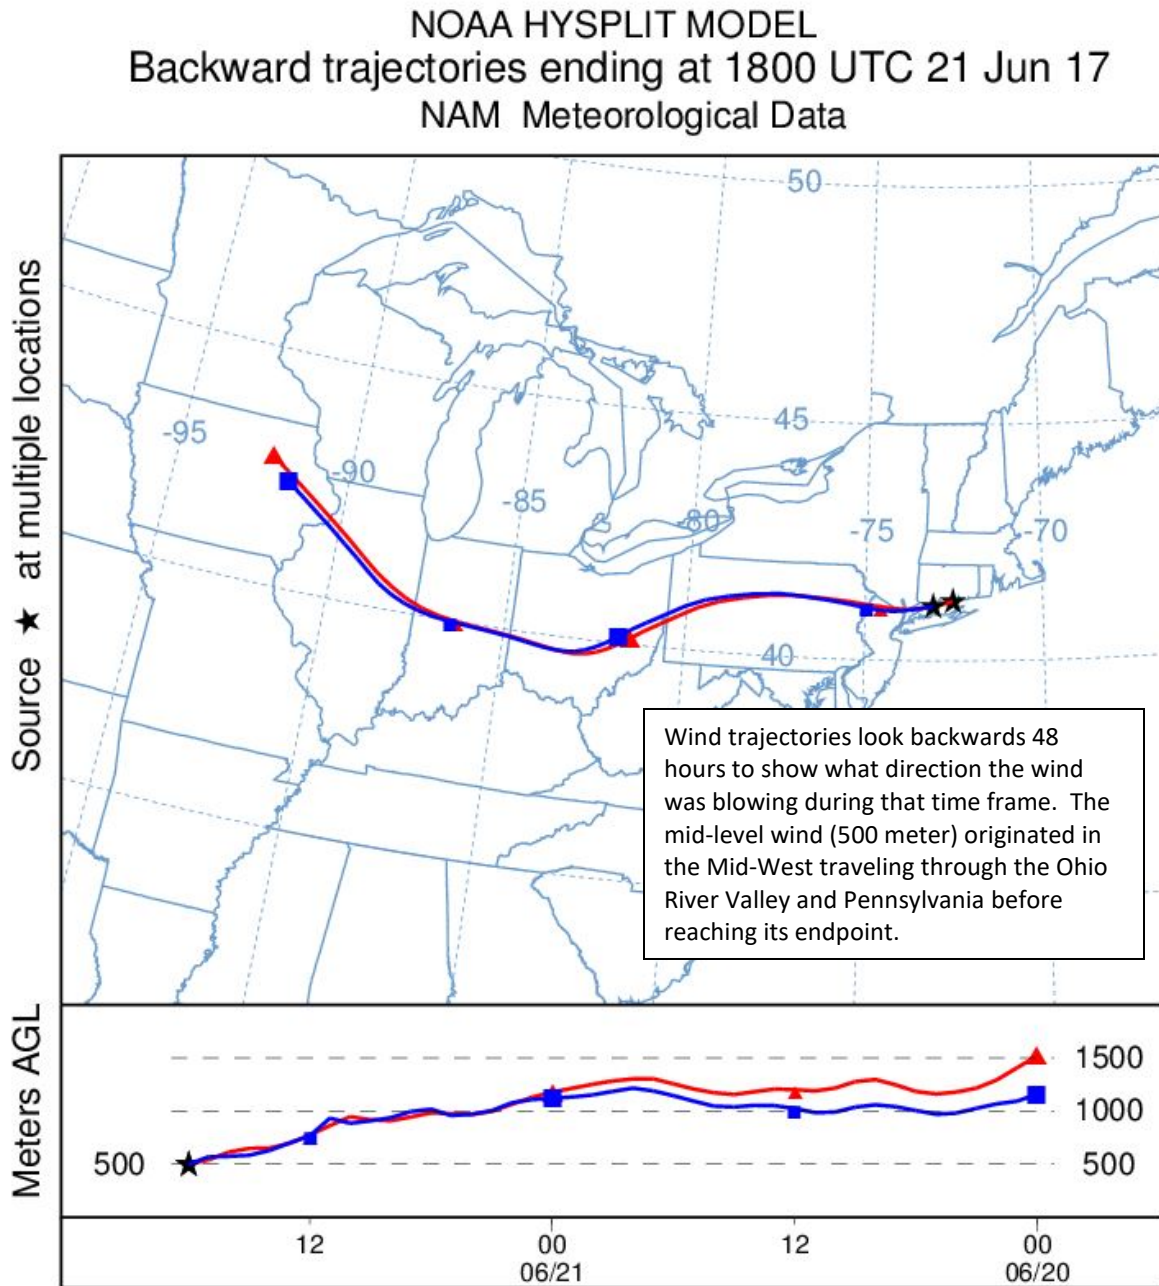 NOAA HYSPLIT MODEL
Backward trajectories ending at 1800 UTC 21 Jun 17
NAM  Meteorological Data
Source ★ at multiple locations
50
45
-95
-90
-85
-80
-75
-70
40
Wind trajectories look backwards 48
hours to show what direction the wind
was blowing during that time frame.  The
mid-level wind (500 meter) originated in
the Mid-West traveling through the Ohio
River Valley and Pennsylvania before
reaching its endpoint.
Meters AGL
1500
1000
500
500
12
00
12
00
06/21
06/20